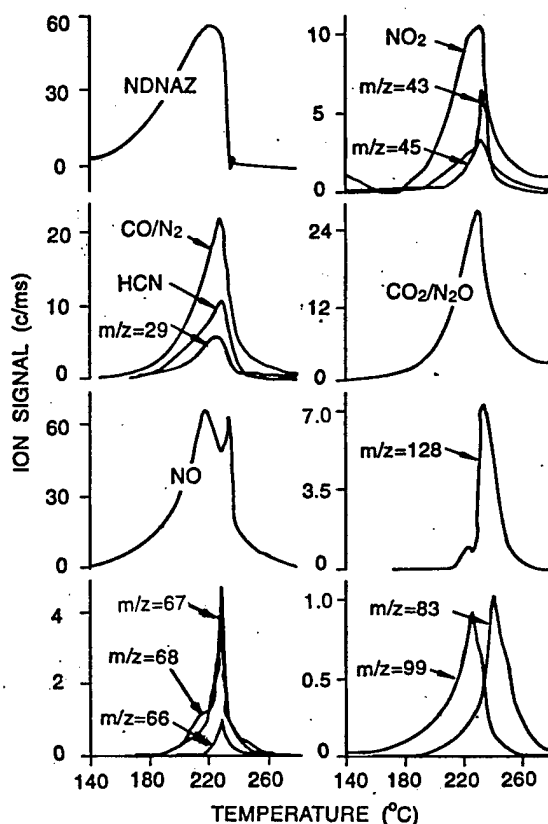 60
NDNAZ
30
0
10
NO2
m/z=43
5
m/z=45
0
20
CO/N2
HCN
10
m/z=29
0
24
12
CO2/N2O
0
ION SIGNAL (c/ms)
60
30
NO
0
7.0
m/z=128
3.5
0
4
m/z=67
m/z=68
2
m/z=66
0
1.0
m/z=83
0.5
m/z=99
0
140 180 220 260
140 180 220 260
TEMPERATURE (°C)